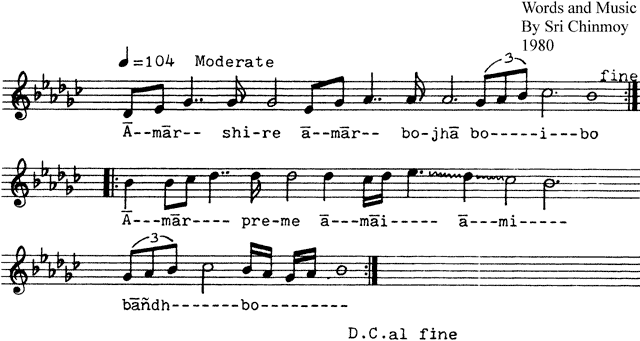 Words and Music
By Sri Chinmoy
1980
♩=104 Moderate
3 fine
Ā--mār-- shi-re ā-mār-- bo-jhā bo-----i---bo
Ā---mār---- pre-me ā---māi----- ā---mi-----
3
bāñdh-------bo---------
D.C.al fine